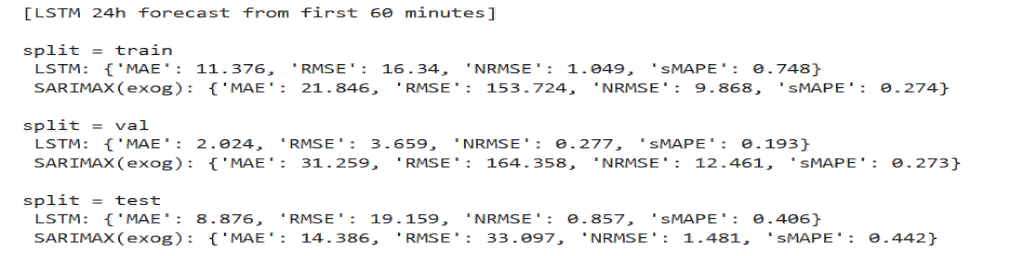 [LSTM 24h forecast from first 60 minutes]
split = train
LSTM: {'MAE': 11.376, 'RMSE': 16.34, 'NRMSE': 1.049, 'sMAPE': 0.748}
SARIMAX(exog): {'MAE': 21.846, 'RMSE': 153.724, 'NRMSE': 9.868, 'sMAPE': 0.274}
split = val
LSTM: {'MAE': 2.024, 'RMSE': 3.659, 'NRMSE': 0.277, 'sMAPE': 0.193}
SARIMAX(exog): {'MAE': 31.259, 'RMSE': 164.358, 'NRMSE': 12.461, 'sMAPE': 0.273}
split = test
LSTM: {'MAE': 8.876, 'RMSE': 19.159, 'NRMSE': 0.857, 'sMAPE': 0.406}
SARIMAX(exog): {'MAE': 14.386, 'RMSE': 33.097, 'NRMSE': 1.481, 'sMAPE': 0.442}